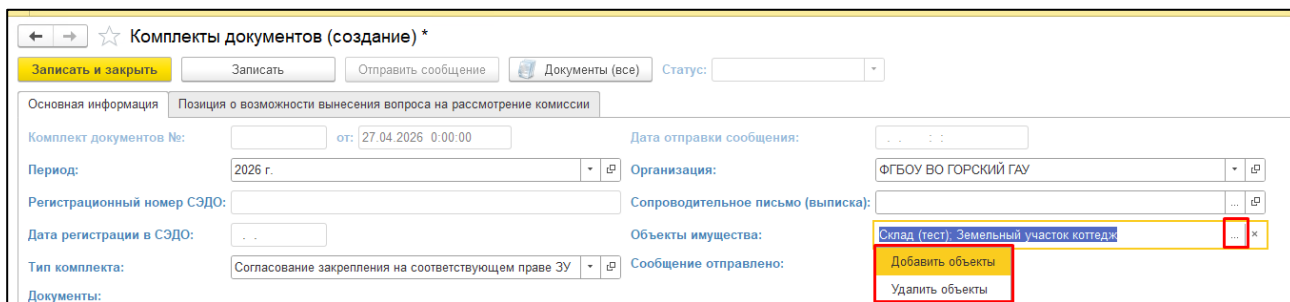 Комплекты документов (создание) *
Записать и закрыть Записать Отправить сообщение Документы (все) Статус:
Основная информация Позиция о возможности вынесения вопроса на рассмотрение комиссии
Комплект документов №: от: 27.04.2026 0:00:00 Дата отправки сообщения: . . : :
Период: 2026 г. Организация: ФГБОУ ВО ГОРСКИЙ ГАУ
Регистрационный номер СЭДО: Сопроводительное письмо (выписка): ...
Дата регистрации в СЭДО: . . Объекты имущества: Склад (тест); Земельный участок коттедж ... ×
Тип комплекта: Согласование закрепления на соответствующем праве ЗУ Сообщение отправлено: Добавить объекты
Документы: Удалить объекты